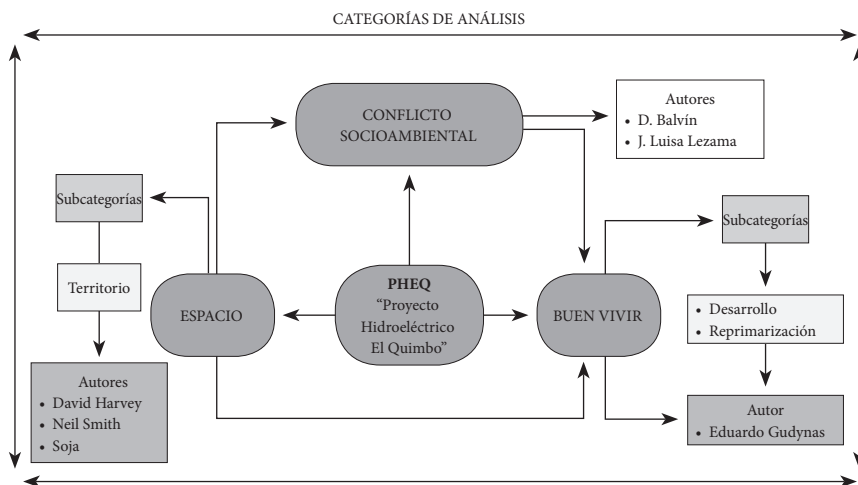 CATEGORÍAS DE ANÁLISIS
CONFLICTO
SOCIOAMBIENTAL
Autores
• D. Balvín
• J. Luisa Lezama
Subcategorías
Territorio
Autores
• David Harvey
• Neil Smith
• Soja
ESPACIO
PHEQ
“Proyecto
Hidroeléctrico
El Quimbo”
BUEN VIVIR
Subcategorías
• Desarrollo
• Reprimarización
Autor
• Eduardo Gudynas